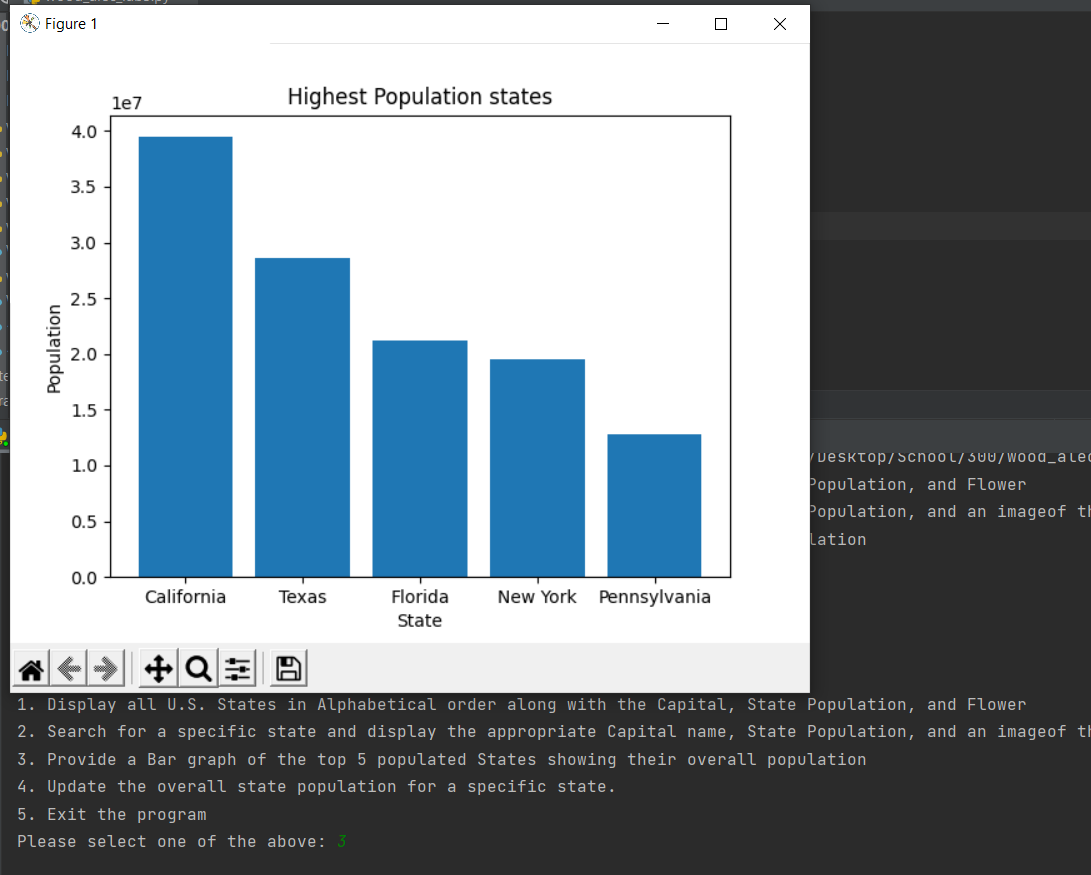 Figure 1
Highest Population states
1e7
4.0
3.5
3.0
2.5
2.0
1.5
1.0
0.5
0.0
Population
California Texas Florida New York Pennsylvania
State
/Desktop/School/300/Wood_alec
Population, and Flower
Population, and an imageof th
lation
1. Display all U.S. States in Alphabetical order along with the Capital, State Population, and Flower
2. Search for a specific state and display the appropriate Capital name, State Population, and an imageof th
3. Provide a Bar graph of the top 5 populated States showing their overall population
4. Update the overall state population for a specific state.
5. Exit the program
Please select one of the above: 3